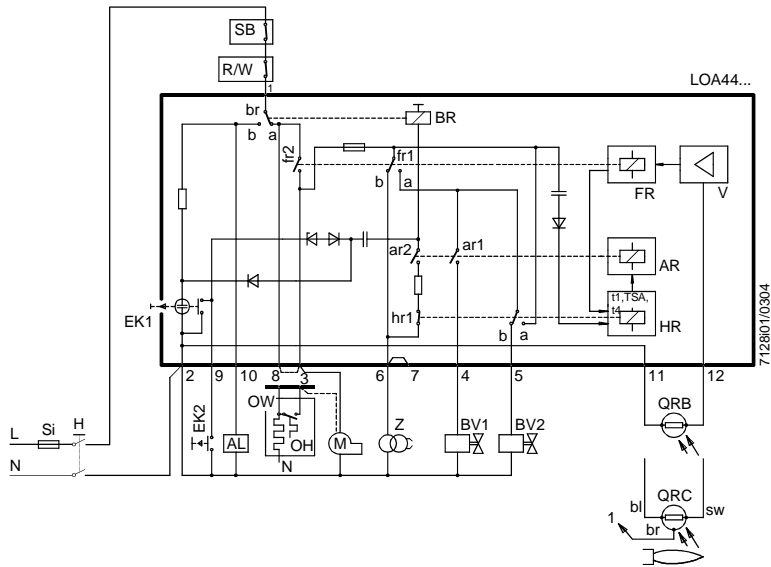 SB
R/W
1
LOA44...
br
b a
BR
fr2
fr1
b a
FR
V
ar2
ar1
AR
t1,TSA,
t4
HR
hr1
b a
EK1
7128i01/0304
2 9 10 8 3 6 7 4 5 11 12
EK2
OW
QRB
L Si H
AL
OH
M
Z
BV1
BV2
N
N
QRC
bl
sw
1
br